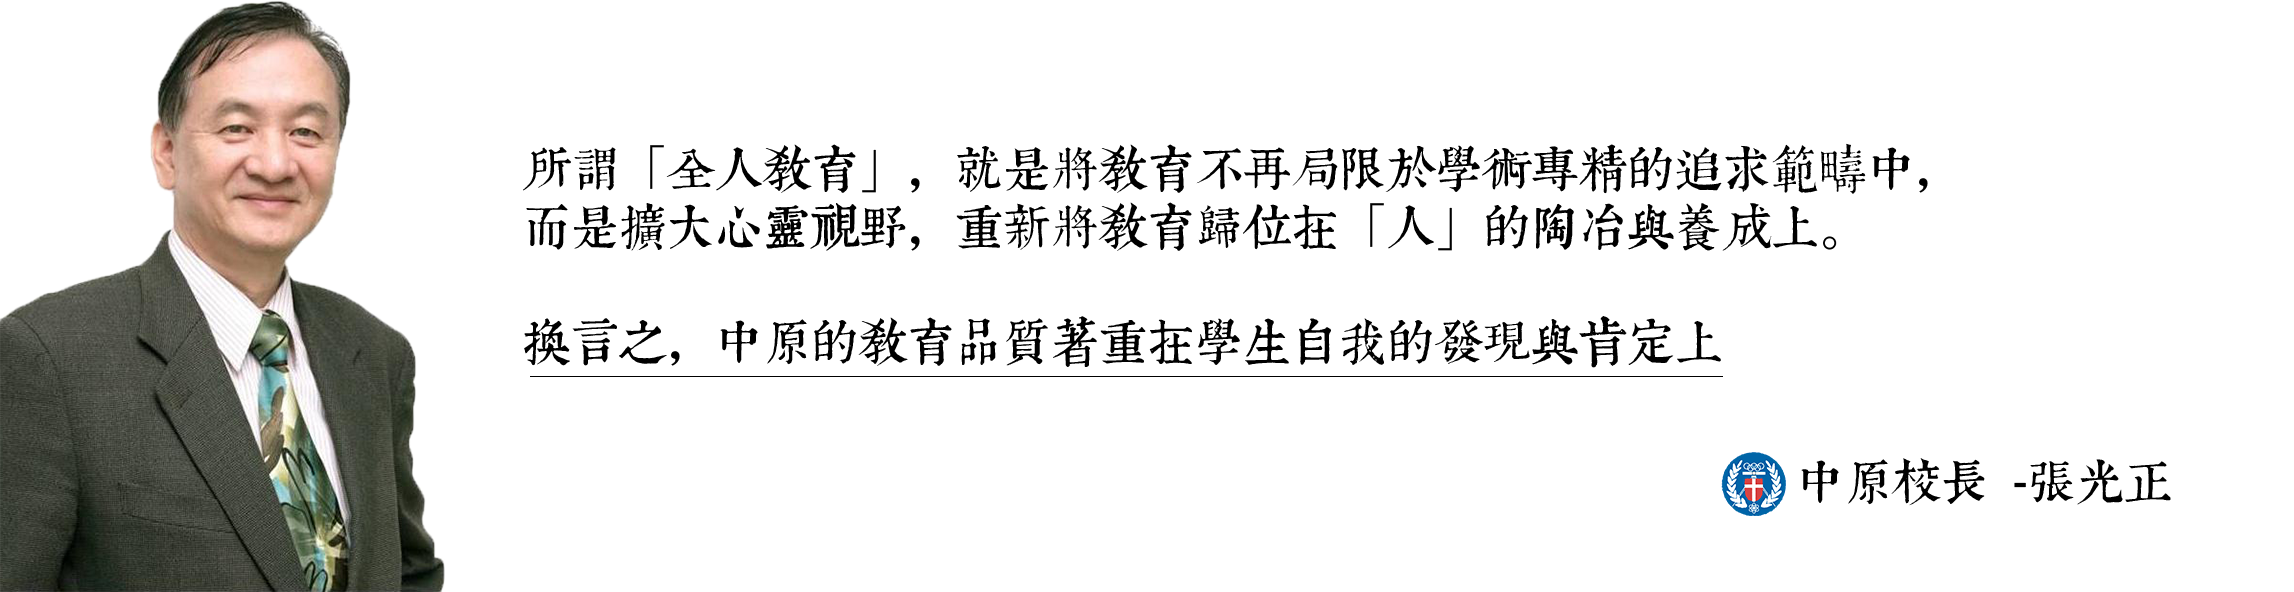 所謂「全人教育」，就是將教育不再局限於學術專精的追求範疇中，
而是擴大心靈視野，重新將教育歸位在「人」的陶冶與養成上。
換言之，中原的教育品質著重在學生自我的發現與肯定上
中原校長 -張光正